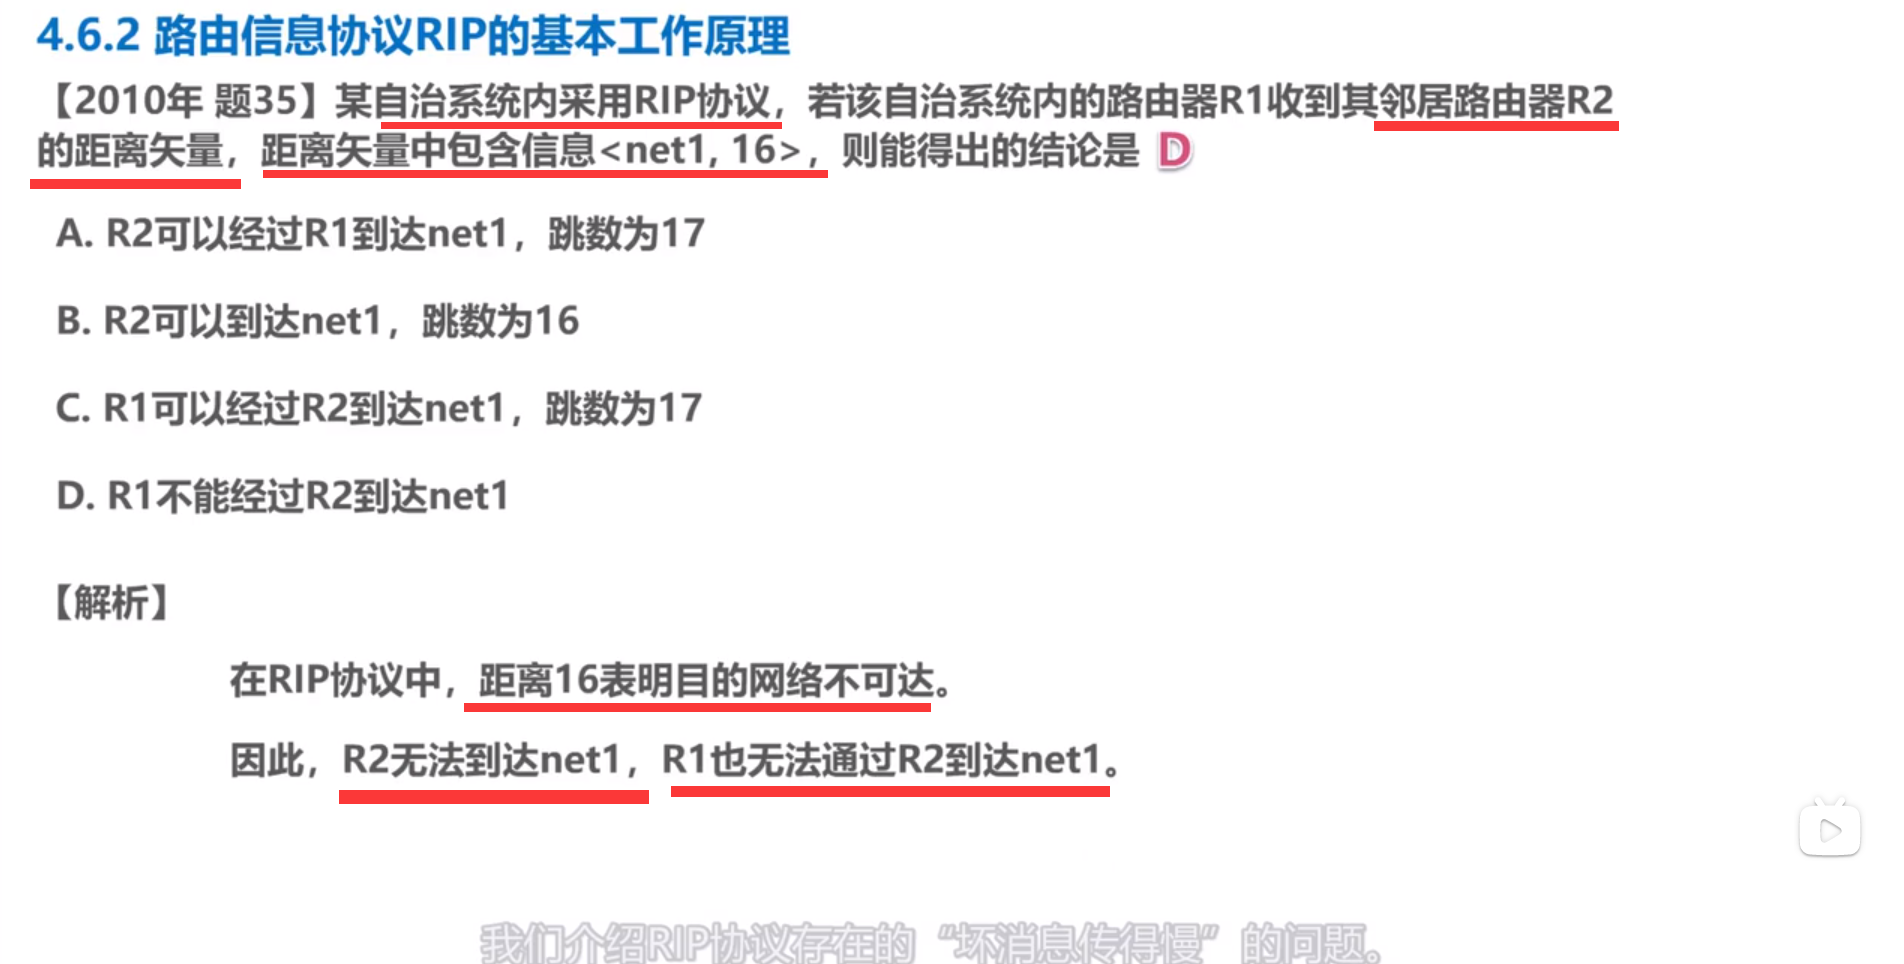 4.6.2 路由信息协议RIP的基本工作原理
【2010年 题35】某自治系统内采用RIP协议，若该自治系统内的路由器R1收到其邻居路由器R2
的距离矢量，距离矢量中包含信息<net1, 16>，则能得出的结论是 D
A. R2可以经过R1到达net1，跳数为17
B. R2可以到达net1，跳数为16
C. R1可以经过R2到达net1，跳数为17
D. R1不能经过R2到达net1
【解析】
在RIP协议中，距离16表明目的网络不可达。
因此，R2无法到达net1，R1也无法通过R2到达net1。
我们介绍RIP协议存在的“坏消息传得慢”的问题。